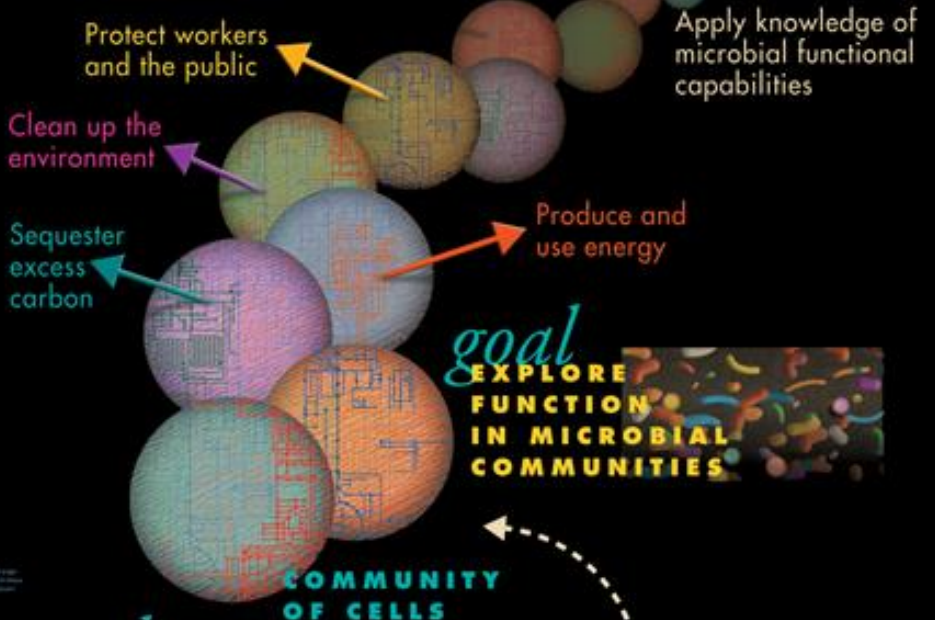 Protect workers
and the public
Apply knowledge of
microbial functional
capabilities
Clean up the
environment
Produce and
use energy
Sequester
excess
carbon
goal
EXPLORE
FUNCTION
IN MICROBIAL
COMMUNITIES
COMMUNITY
OF CELLS